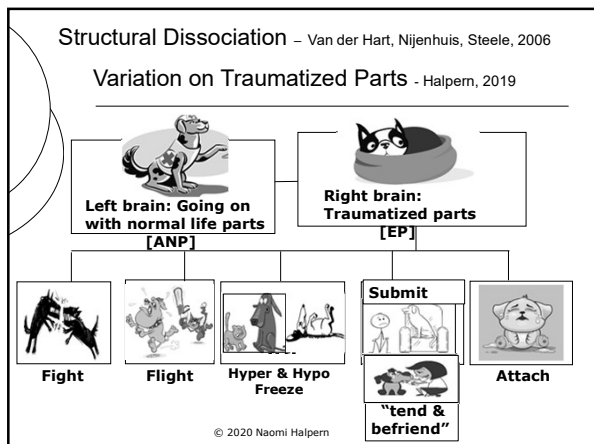 Structural Dissociation – Van der Hart, Nijenhuis, Steele, 2006
Variation on Traumatized Parts - Halpern, 2019
Left brain: Going on
with normal life parts
[ANP]
Right brain:
Traumatized parts
[EP]
Fight
Flight
Hyper & Hypo
Freeze
Submit
“tend &
befriend”
Attach
© 2020 Naomi Halpern